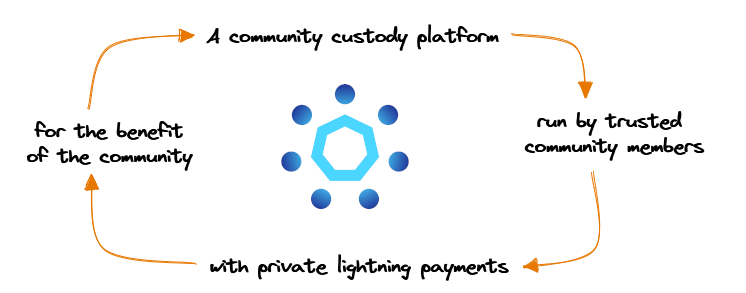 A community custody platform
run by trusted
community members
with private lightning payments
for the benefit
of the community